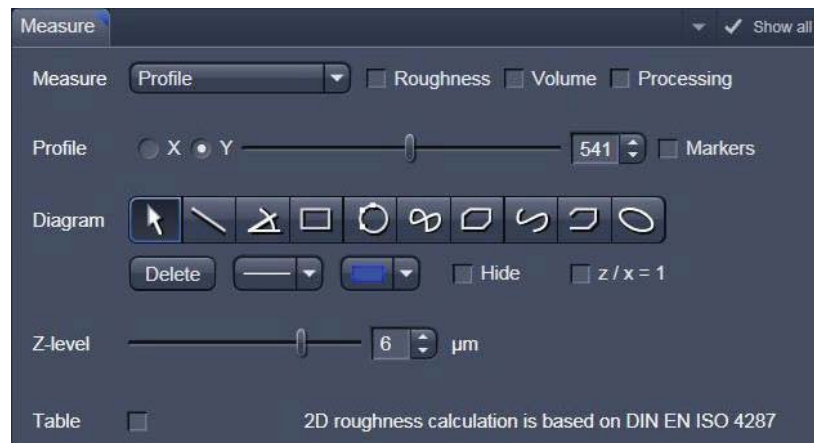 Measure Show all
Measure Profile Roughness Volume Processing
Profile X Y 541 Markers
Diagram
Delete Hide z / x = 1
Z-level 6 µm
Table 2D roughness calculation is based on DIN EN ISO 4287